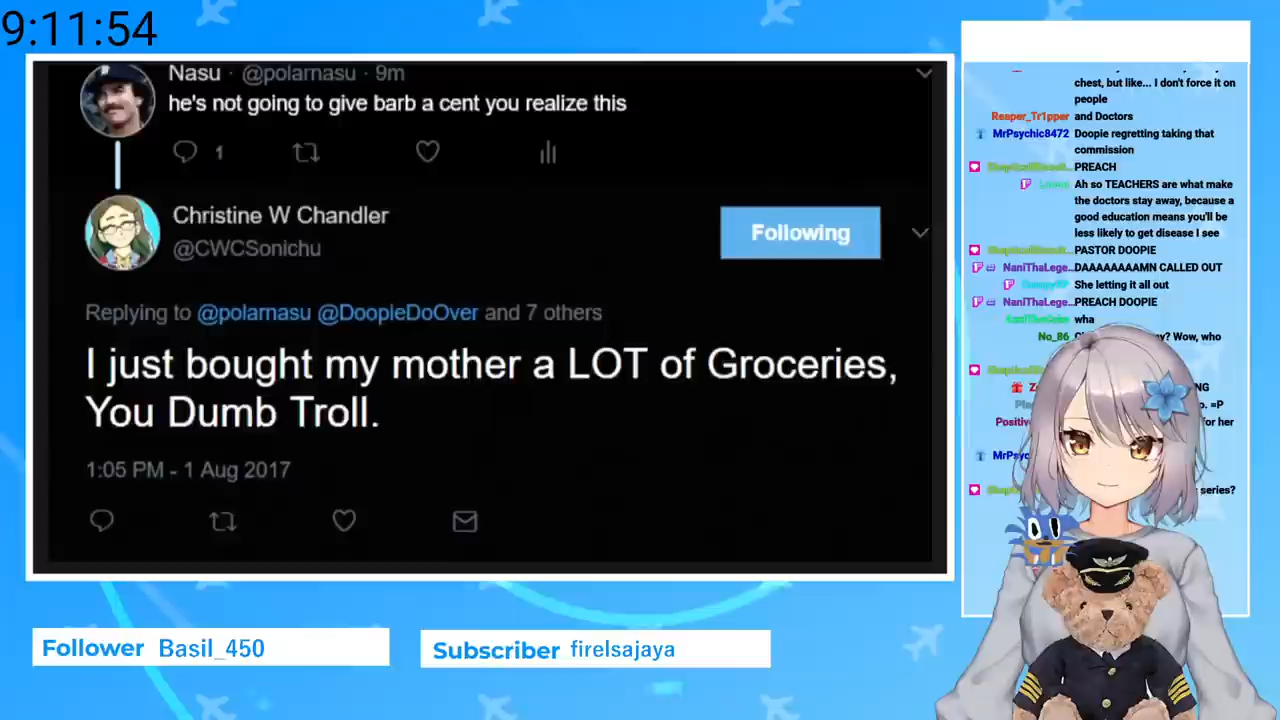 9:11:54
Nasu · @polarnasu · 9m
he's not going to give barb a cent you realize this
1
Christine W Chandler
@CWCSonichu
Following
Replying to @polarnasu @DoopieDoOver and 7 others
I just bought my mother a LOT of Groceries,
You Dumb Troll.
1:05 PM - 1 Aug 2017
Follower Basil_450
Subscriber firelsajaya
chest, but like... I don't force it on
people
Reaper_Tr1pper and Doctors
MrPsychic8472 Doopie regretting taking that
commission
PREACH
Ah so TEACHERS are what make
the doctors stay away, because a
good education means you'll be
less likely to get disease I see
PASTOR DOOPIE
NaniThaLege... DAAAAAAAMN CALLED OUT
She letting it all out
NaniThaLege... PREACH DOOPIE
wha
No_86 y? Wow, who
NG
o. =P
Positiv for her
MrPsyc
series?